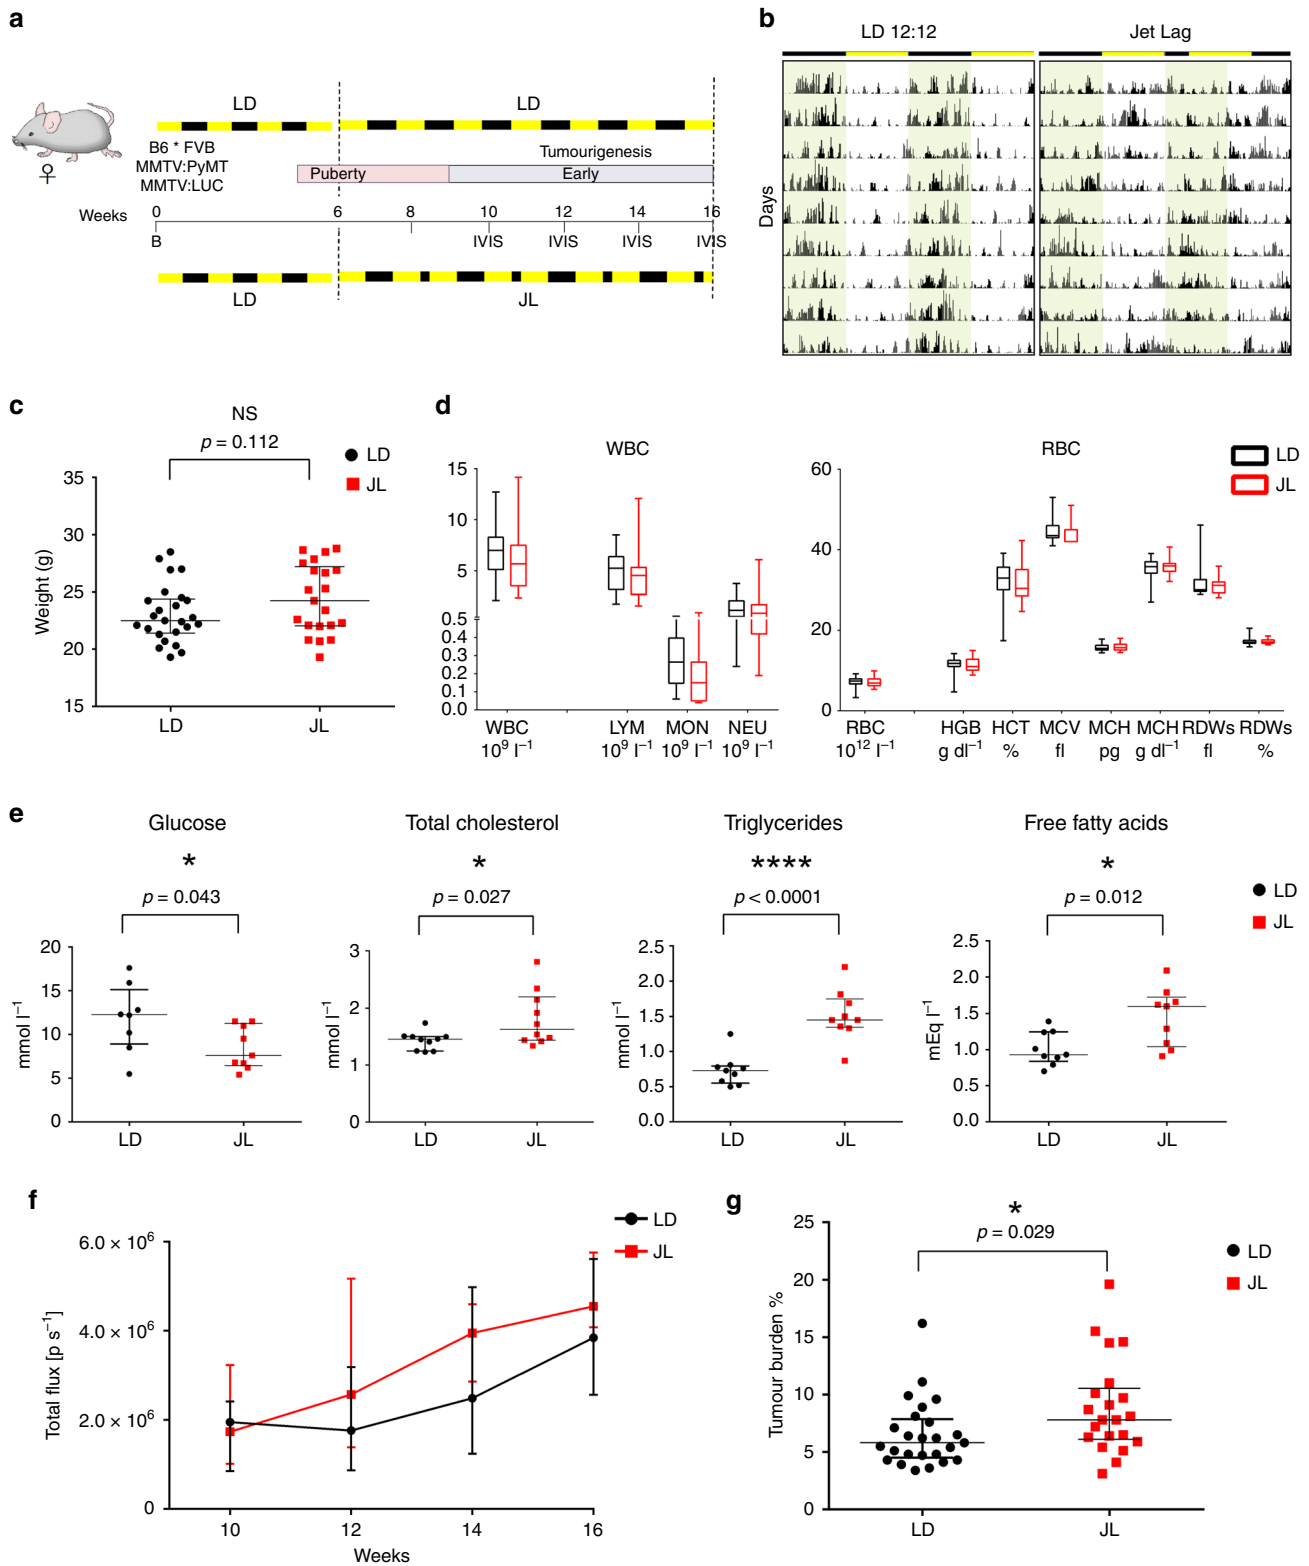 a
LD
LD
B6 * FVB
MMTV:PyMT
MMTV:LUC
♀
Tumourigenesis
Puberty
Early
Weeks
0 6 8 10 12 14 16
B IVIS IVIS IVIS IVIS
LD
JL
b
LD 12:12
Jet Lag
Days
c
NS
p = 0.112
LD
JL
Weight (g)
35
30
25
20
15
LD JL
d
WBC
15
10
5
0.5
0.4
0.3
0.2
0.1
0.0
WBC LYM MON NEU
10⁹ l⁻¹ 10⁹ l⁻¹ 10⁹ l⁻¹ 10⁹ l⁻¹
RBC
LD
JL
60
40
20
0
RBC HGB HCT MCV MCH MCH RDWs RDWs
10¹² l⁻¹ g dl⁻¹ % fl pg g dl⁻¹ fl %
e
Glucose
*
p = 0.043
mmol l⁻¹
20
15
10
5
0
LD JL
Total cholesterol
*
p = 0.027
mmol l⁻¹
3
2
1
0
LD JL
Triglycerides
****
p < 0.0001
mmol l⁻¹
2.5
2.0
1.5
1.0
0.5
0.0
LD JL
Free fatty acids
*
p = 0.012
mEq l⁻¹
2.5
2.0
1.5
1.0
0.5
0.0
LD JL
LD
JL
f
LD
JL
Total flux [p s⁻¹]
6.0 × 10⁶
4.0 × 10⁶
2.0 × 10⁶
0
10 12 14 16
Weeks
g
*
p = 0.029
LD
JL
Tumour burden %
25
20
15
10
5
0
LD JL